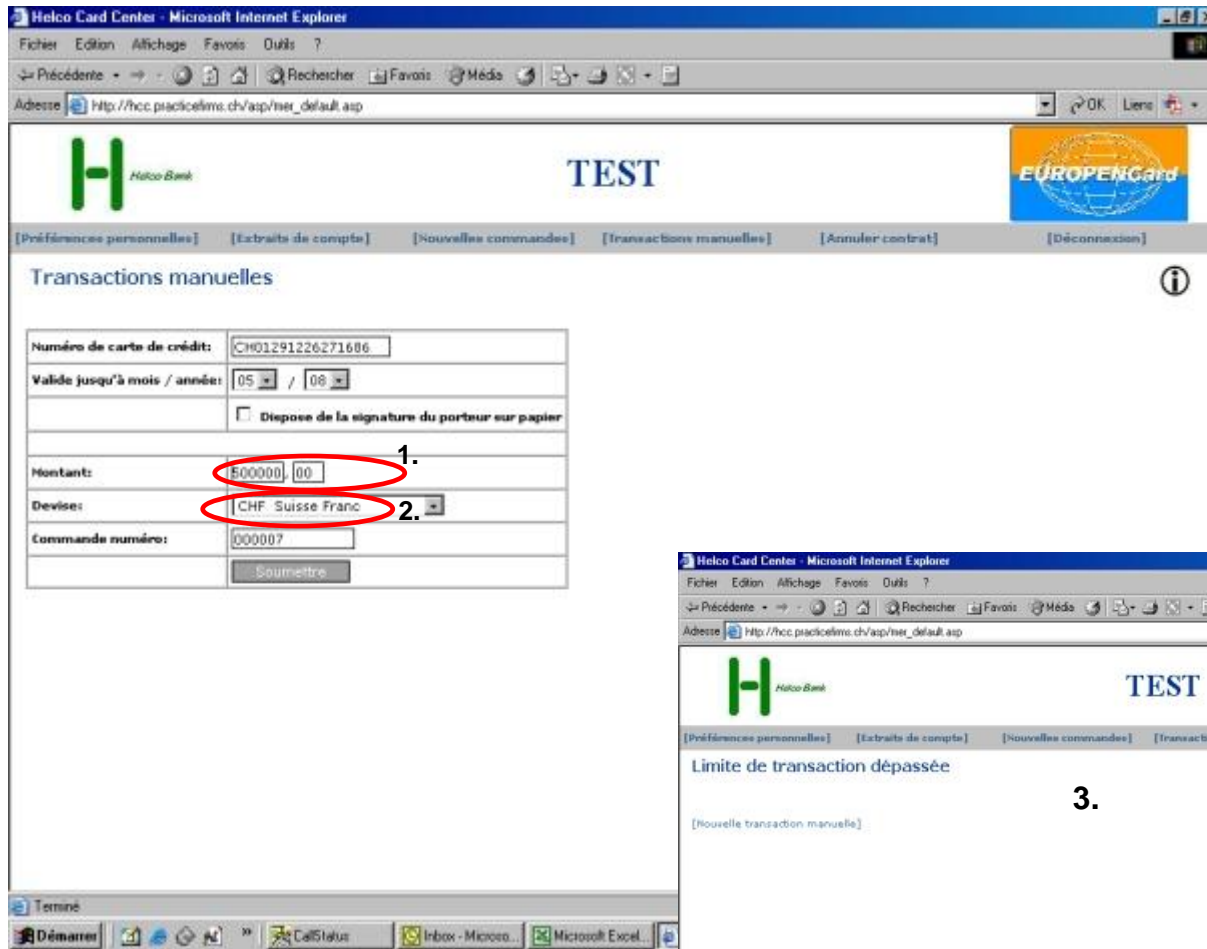 Helco Card Center - Microsoft Internet Explorer
Fichier Edition Affichage Favoris Outils ?
Précédente Rechercher Favoris Média
Adresse http://hcc.practicefirms.ch/asp/mer_default.asp OK Liens
Helco Bank
TEST
EUROPENCard
[Préférences personnelles] [Extraits de compte] [Nouvelles commandes] [Transactions manuelles] [Annuler contrat] [Déconnexion]
Transactions manuelles
Numéro de carte de crédit: CH01291226271686
Valide jusqu'à mois / année: 05 / 08
Dispose de la signature du porteur sur papier
1.
Montant: 500000, 00
Devise: CHF Suisse Franc 2.
Commande numéro: 000007
Soumettre
Helco Card Center - Microsoft Internet Explorer
Fichier Edition Affichage Favoris Outils ?
Précédente Rechercher Favoris Média
Adresse http://hcc.practicefirms.ch/asp/mer_default.asp
Helco Bank
TEST
[Préférences personnelles] [Extraits de compte] [Nouvelles commandes] [Transacti
Limite de transaction dépassée
3.
[Nouvelle transaction manuelle]
Terminé
Démarrer » CallStatus Inbox - Microso... Microsoft Excel...